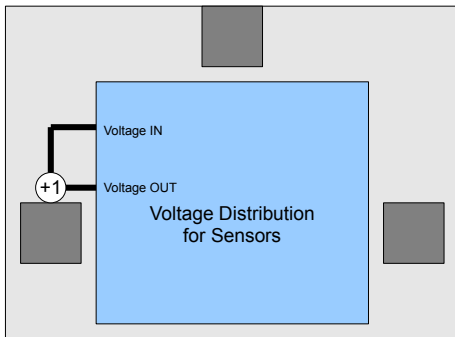 Voltage IN
+1
Voltage OUT
Voltage Distribution
for Sensors